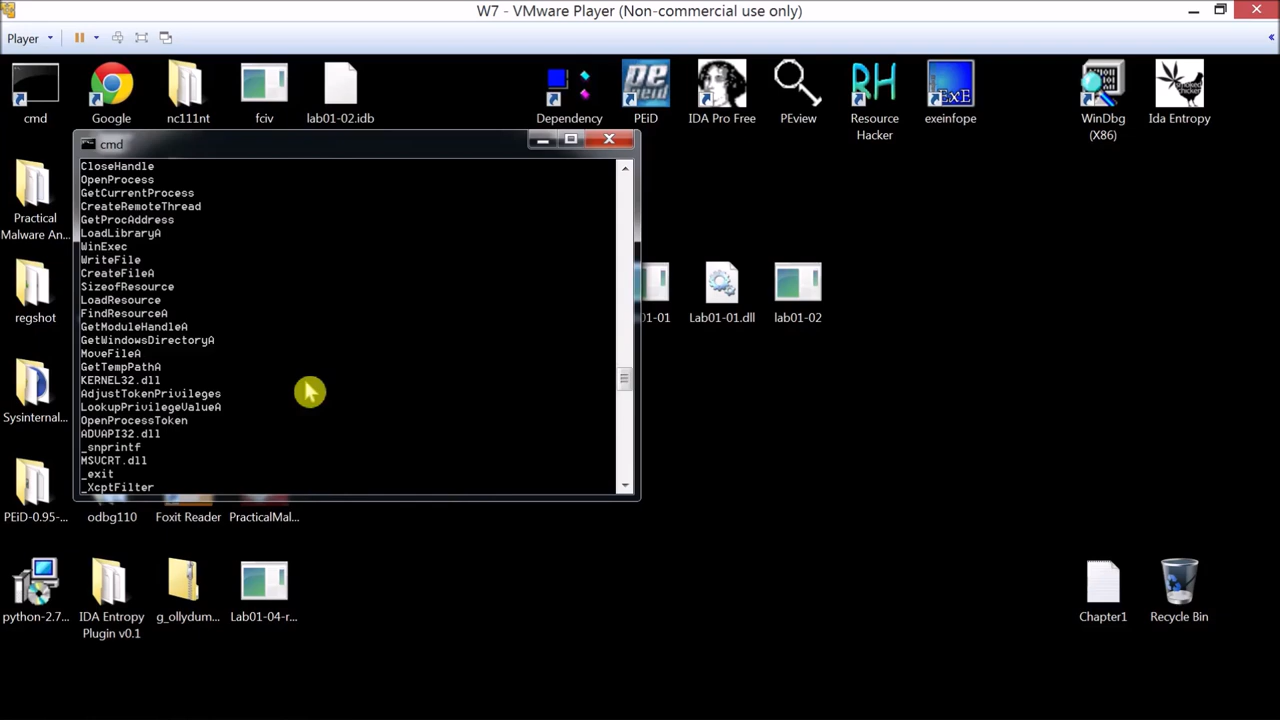 W7 - VMware Player (Non-commercial use only)
Player
cmd
Google
nc111nt
fciv
lab01-02.idb
Dependency
PEiD
IDA Pro Free
PEview
Resource
Hacker
exeinfope
WinDbg
(X86)
Ida Entropy
cmd
CloseHandle
OpenProcess
GetCurrentProcess
CreateRemoteThread
GetProcAddress
LoadLibraryA
WinExec
WriteFile
CreateFileA
SizeofResource
LoadResource
FindResourceA
GetModuleHandleA
GetWindowsDirectoryA
MoveFileA
GetTempPathA
KERNEL32.dll
AdjustTokenPrivileges
LookupPrivilegeValueA
OpenProcessToken
ADVAPI32.dll
_snprintf
MSVCRT.dll
_exit
_XcptFilter
Practical
Malware An...
01-01
Lab01-01.dll
lab01-02
regshot
Sysinternal...
PEiD-0.95-...
odbg110
Foxit Reader
PracticalMal...
python-2.7...
IDA Entropy
Plugin v0.1
g_ollydum...
Lab01-04-r...
Chapter1
Recycle Bin